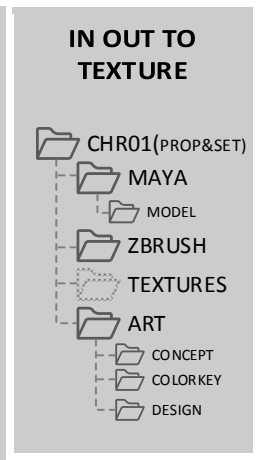 IN OUT TO
TEXTURE
CHR01(PROP&SET)
MAYA
MODEL
ZBRUSH
TEXTURES
ART
CONCEPT
COLORKEY
DESIGN